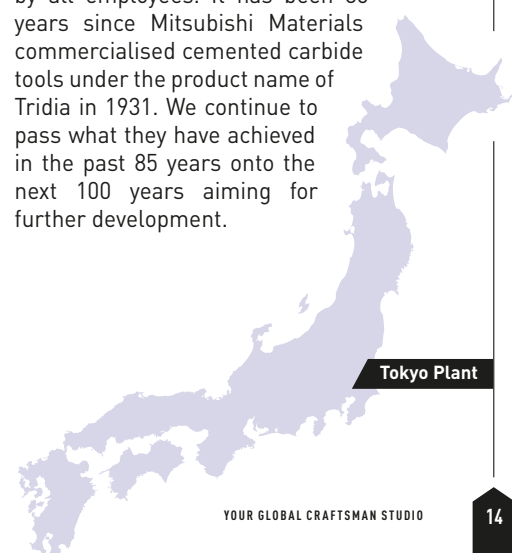 by all employees. It has been
years since Mitsubishi Materials
commercialised cemented carbide
tools under the product name of
Tridia in 1931. We continue to
pass what they have achieved
in the past 85 years onto the
next 100 years aiming for
further development.
Tokyo Plant
YOUR GLOBAL CRAFTSMAN STUDIO
14